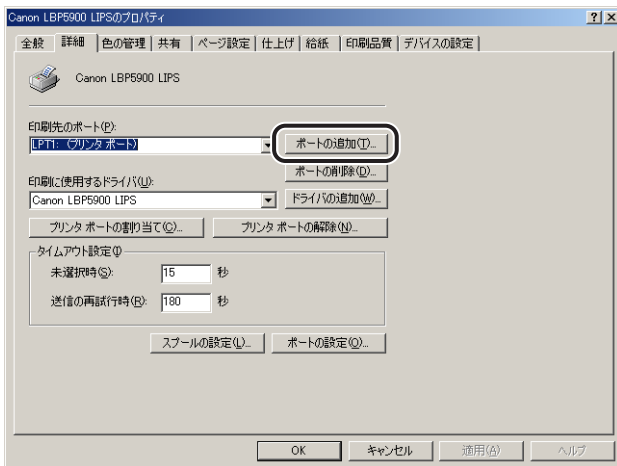 Canon LBP5900 LIPSのプロパティ
全般 詳細 色の管理 共有 ページ設定 仕上げ 給紙 印刷品質 デバイスの設定
Canon LBP5900 LIPS
印刷先のポート(P):
LPT1: (プリンタ ポート) ポートの追加(T)...
ポートの削除(D)...
印刷に使用するドライバ(U):
Canon LBP5900 LIPS ドライバの追加(W)...
プリンタ ポートの割り当て(C)... プリンタ ポートの解除(N)...
タイムアウト設定(I)
未選択時(S): 15 秒
送信の再試行時(R): 180 秒
スプールの設定(L)... ポートの設定(O)...
OK キャンセル 適用(A) ヘルプ